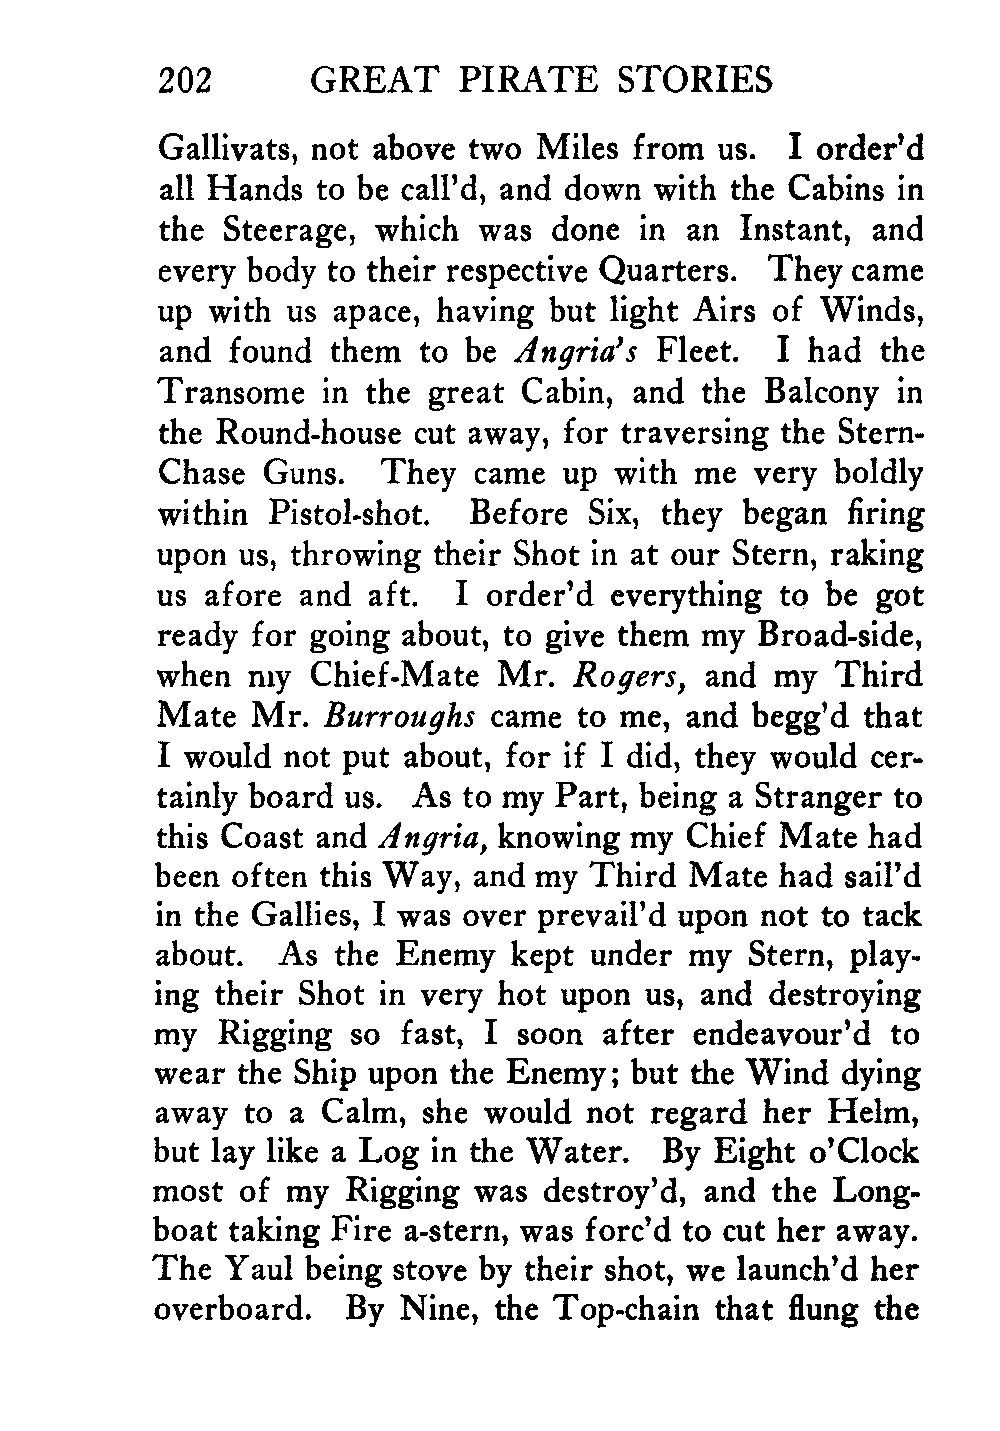 202 GREAT PIRATE STORIES
Gallivats, not above two Miles from us. I order'd
all Hands to be call'd, and down with the Cabins in
the Steerage, which was done in an Instant, and
every body to their respective Quarters. They came
up with us apace, having but light Airs of Winds,
and found them to be Angria's Fleet. I had the
Transome in the great Cabin, and the Balcony in
the Round-house cut away, for traversing the Stern-
Chase Guns. They came up with me very boldly
within Pistol-shot. Before Six, they began firing
upon us, throwing their Shot in at our Stern, raking
us afore and aft. I order'd everything to be got
ready for going about, to give them my Broad-side,
when my Chief-Mate Mr. Rogers, and my Third
Mate Mr. Burroughs came to me, and begg'd that
I would not put about, for if I did, they would cer-
tainly board us. As to my Part, being a Stranger to
this Coast and Angria, knowing my Chief Mate had
been often this Way, and my Third Mate had sail'd
in the Gallies, I was over prevail'd upon not to tack
about. As the Enemy kept under my Stern, play-
ing their Shot in very hot upon us, and destroying
my Rigging so fast, I soon after endeavour'd to
wear the Ship upon the Enemy; but the Wind dying
away to a Calm, she would not regard her Helm,
but lay like a Log in the Water. By Eight o'Clock
most of my Rigging was destroy'd, and the Long-
boat taking Fire a-stern, was forc'd to cut her away.
The Yaul being stove by their shot, we launch'd her
overboard. By Nine, the Top-chain that flung the